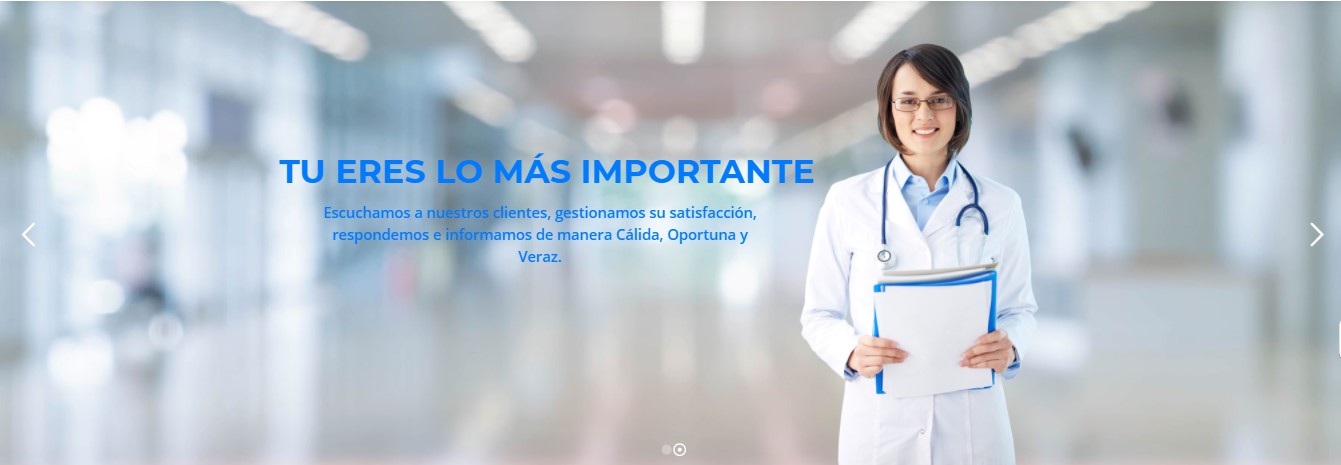 TU ERES LO MÁS IMPORTANTE
Escuchamos a nuestros clientes, gestionamos su satisfacción,
respondemos e informamos de manera Cálida, Oportuna y
Veraz.